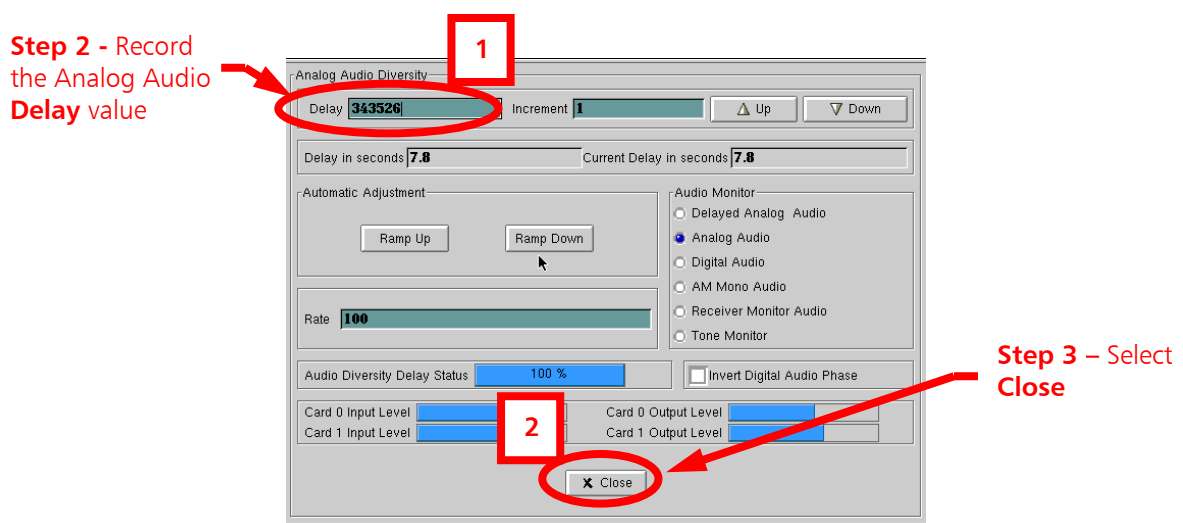 Step 2 - Record
the Analog Audio
Delay value
1
Analog Audio Diversity
Delay 343526 Increment 1 Up Down
Delay in seconds 7.8 Current Delay in seconds 7.8
Automatic Adjustment
Ramp Up Ramp Down
Audio Monitor
Delayed Analog Audio
Analog Audio
Digital Audio
AM Mono Audio
Receiver Monitor Audio
Tone Monitor
Rate 100
Step 3 – Select
Close
Audio Diversity Delay Status 100 % Invert Digital Audio Phase
Card 0 Input Level Card 0 Output Level
Card 1 Input Level Card 1 Output Level
2
X Close